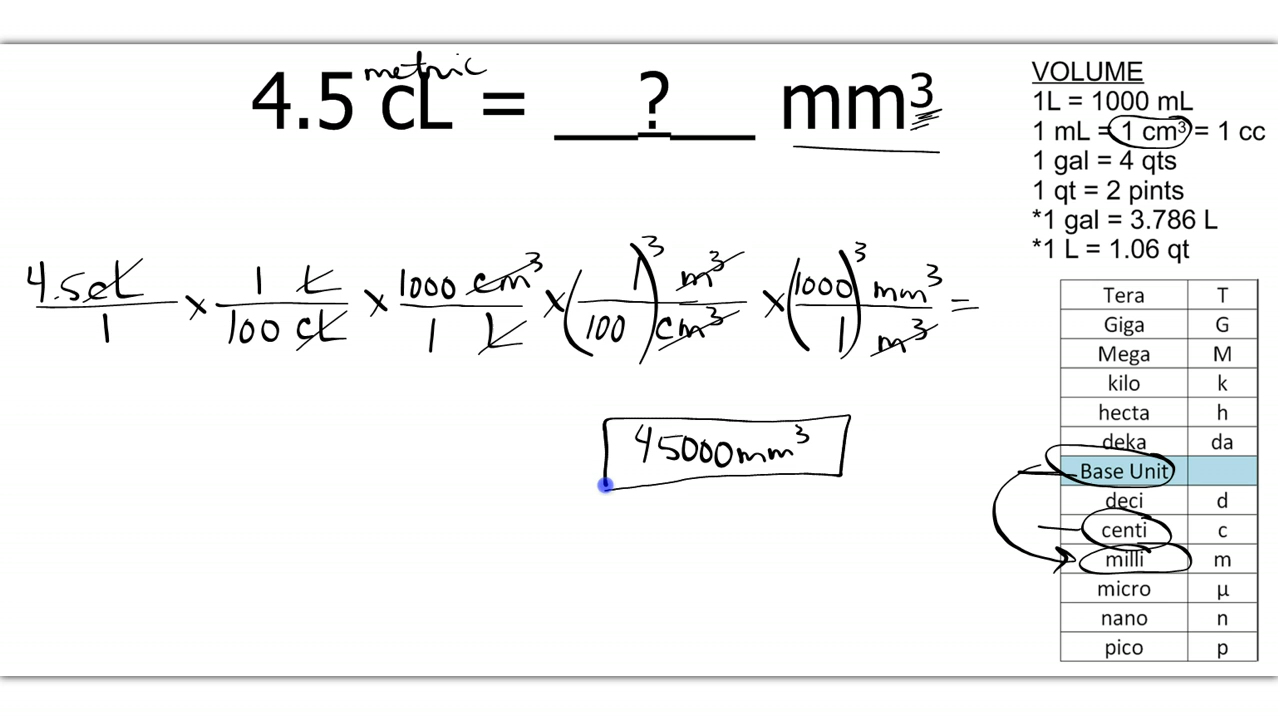 metric
4.5 cL = __?__ mm³
4.5cL/1 × 1 L/100 cL × 1000 cm³/1 L × (1/100)³ m³/cm³ × (1000/1)³ mm³/m³ =
45000mm³
VOLUME
1L = 1000 mL
1 mL = 1 cm³ = 1 cc
1 gal = 4 qts
1 qt = 2 pints
*1 gal = 3.786 L
*1 L = 1.06 qt
Tera T
Giga G
Mega M
kilo k
hecta h
deka da
Base Unit
deci d
centi c
milli m
micro μ
nano n
pico p